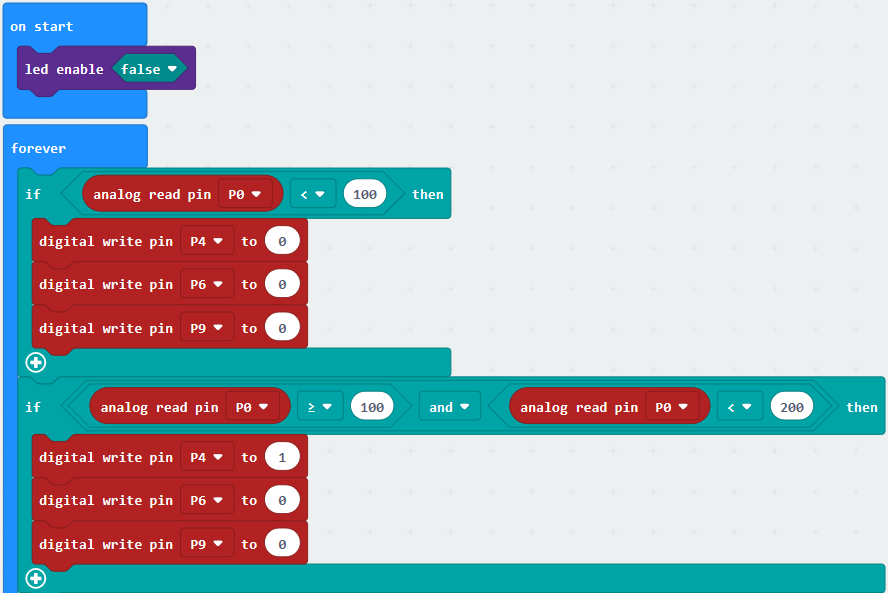 on start
led enable false
forever
if analog read pin P0 < 100 then
digital write pin P4 to 0
digital write pin P6 to 0
digital write pin P9 to 0
if analog read pin P0 ≥ 100 and analog read pin P0 < 200 then
digital write pin P4 to 1
digital write pin P6 to 0
digital write pin P9 to 0